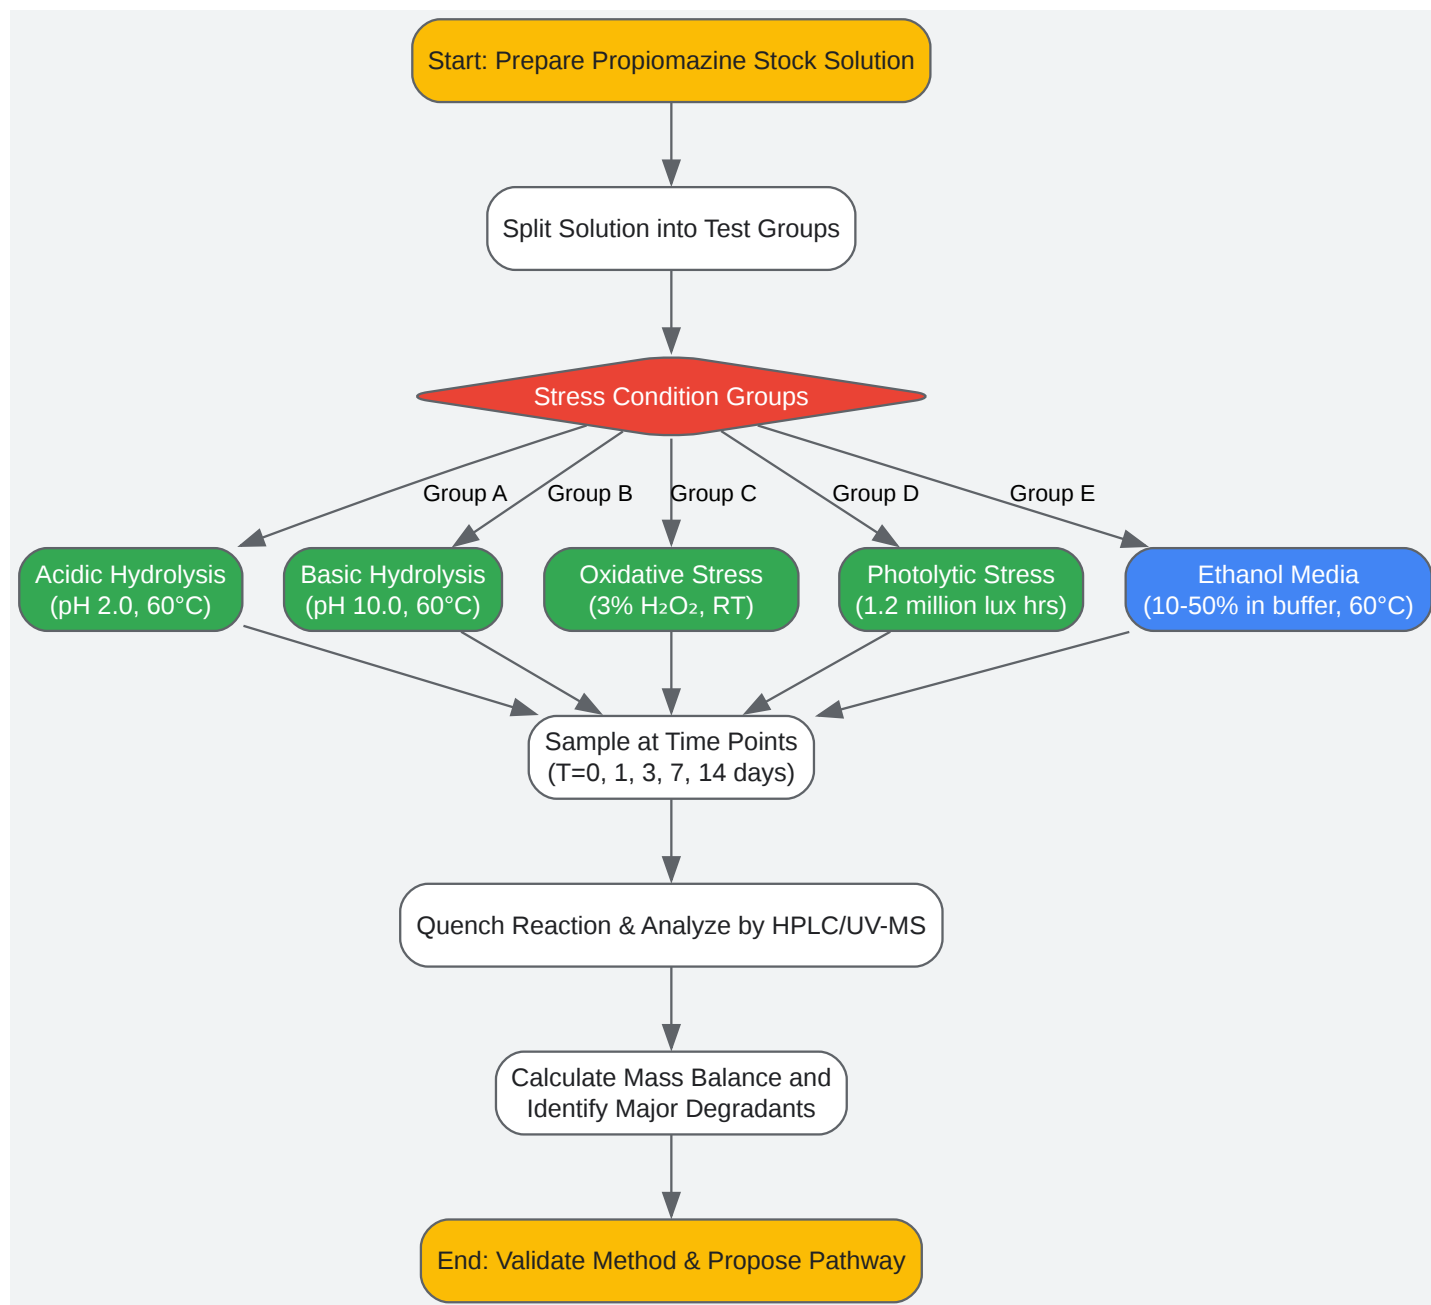 Start: Prepare Propiomazine Stock Solution
Split Solution into Test Groups
Stress Condition Groups
Group A
Group B
Group C
Group D
Group E
Acidic Hydrolysis
(pH 2.0, 60°C)
Basic Hydrolysis
(pH 10.0, 60°C)
Oxidative Stress
(3% H₂O₂, RT)
Photolytic Stress
(1.2 million lux hrs)
Ethanol Media
(10-50% in buffer, 60°C)
Sample at Time Points
(T=0, 1, 3, 7, 14 days)
Quench Reaction & Analyze by HPLC/UV-MS
Calculate Mass Balance and
Identify Major Degradants
End: Validate Method & Propose Pathway